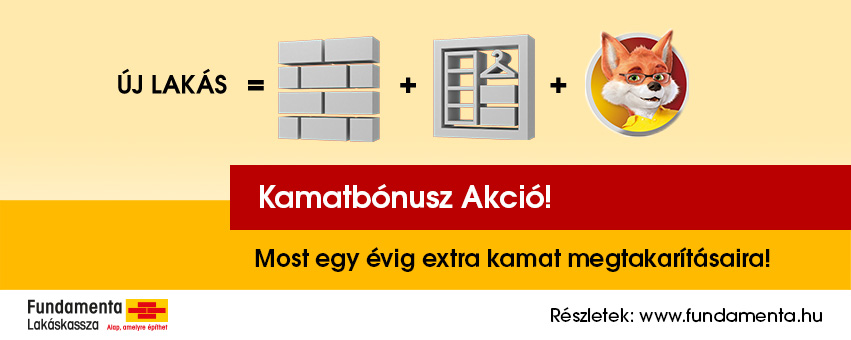 ÚJ LAKÁS = + +
Kamatbónusz Akció!
Most egy évig extra kamat megtakarításaira!
Fundamenta
Lakáskassza Alap, amelyre építhet
Részletek: www.fundamenta.hu